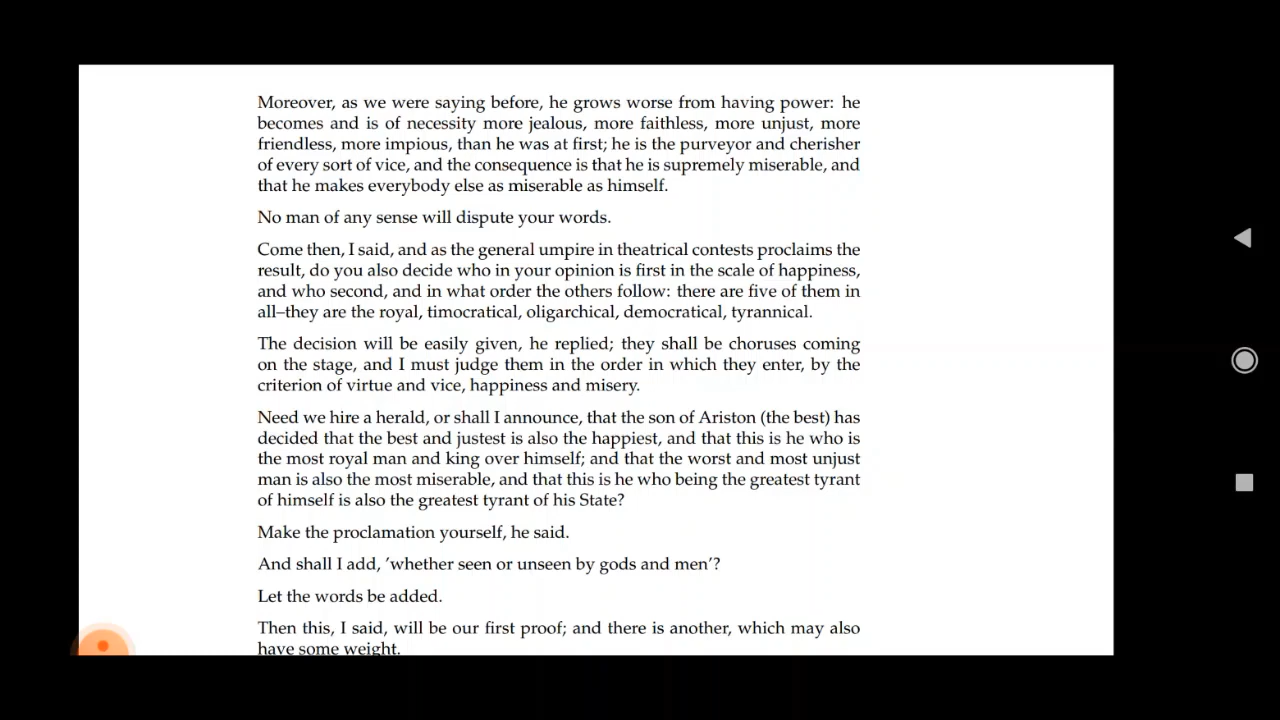 Moreover, as we were saying before, he grows worse from having power: he
becomes and is of necessity more jealous, more faithless, more unjust, more
friendless, more impious, than he was at first; he is the purveyor and cherisher
of every sort of vice, and the consequence is that he is supremely miserable, and
that he makes everybody else as miserable as himself.
No man of any sense will dispute your words.
Come then, I said, and as the general umpire in theatrical contests proclaims the
result, do you also decide who in your opinion is first in the scale of happiness,
and who second, and in what order the others follow: there are five of them in
all–they are the royal, timocratical, oligarchical, democratical, tyrannical.
The decision will be easily given, he replied; they shall be choruses coming
on the stage, and I must judge them in the order in which they enter, by the
criterion of virtue and vice, happiness and misery.
Need we hire a herald, or shall I announce, that the son of Ariston (the best) has
decided that the best and justest is also the happiest, and that this is he who is
the most royal man and king over himself; and that the worst and most unjust
man is also the most miserable, and that this is he who being the greatest tyrant
of himself is also the greatest tyrant of his State?
Make the proclamation yourself, he said.
And shall I add, ’whether seen or unseen by gods and men’?
Let the words be added.
Then this, I said, will be our first proof; and there is another, which may also
have some weight.